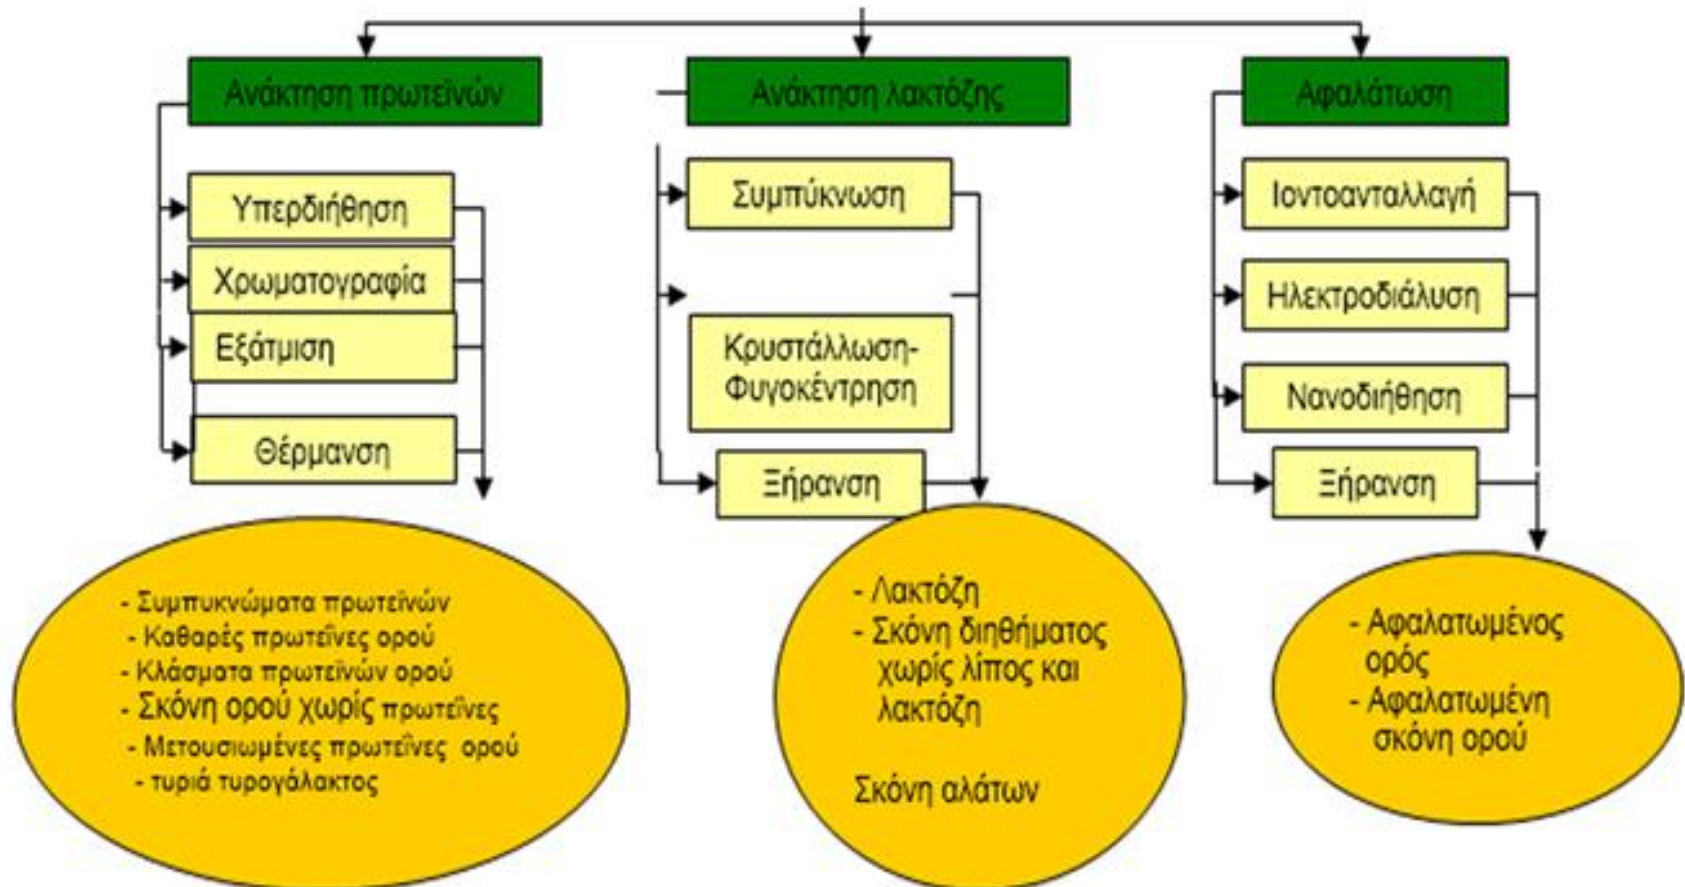 Ανάκτηση πρωτεϊνών
Υπερδιήθηση
Χρωματογραφία
Εξάτμιση
Θέρμανση
- Συμπυκνώματα πρωτεϊνών
- Καθαρές πρωτεΐνες ορού
- Κλάσματα πρωτεϊνών ορού
- Σκόνη ορού χωρίς πρωτεΐνες
- Μετουσιωμένες πρωτεΐνες ορού
- τυριά τυρογάλακτος
Ανάκτηση λακτόζης
Συμπύκνωση
Κρυστάλλωση-
Φυγοκέντρηση
Ξήρανση
- Λακτόζη
- Σκόνη διηθήματος
χωρίς λίπος και
λακτόζη
Σκόνη αλάτων
Αφαλάτωση
Ιοντοανταλλαγή
Ηλεκτροδιάλυση
Νανοδιήθηση
Ξήρανση
- Αφαλατωμένος
ορός
- Αφαλατωμένη
σκόνη ορού